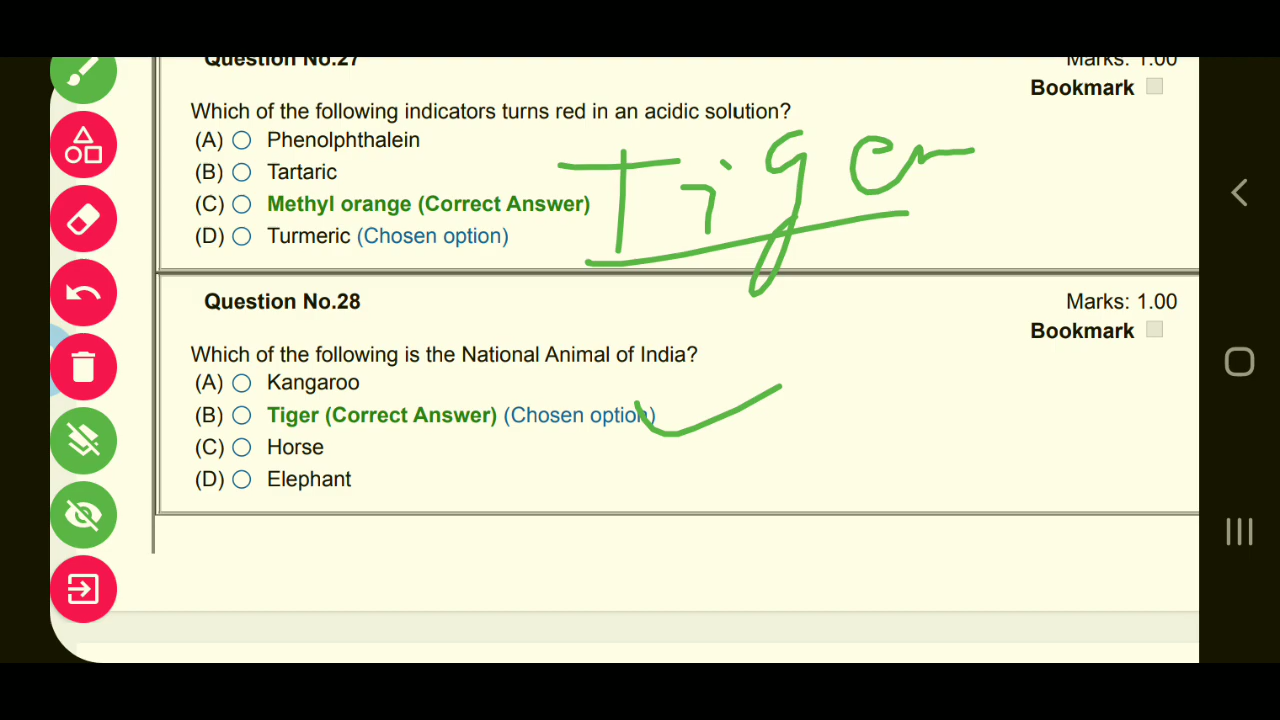 Question No.27
Marks: 1.00
Bookmark
Which of the following indicators turns red in an acidic solution?
(A) Phenolphthalein
(B) Tartaric
(C) Methyl orange (Correct Answer)
(D) Turmeric (Chosen option)
Tiger
Question No.28
Marks: 1.00
Bookmark
Which of the following is the National Animal of India?
(A) Kangaroo
(B) Tiger (Correct Answer) (Chosen option)
(C) Horse
(D) Elephant